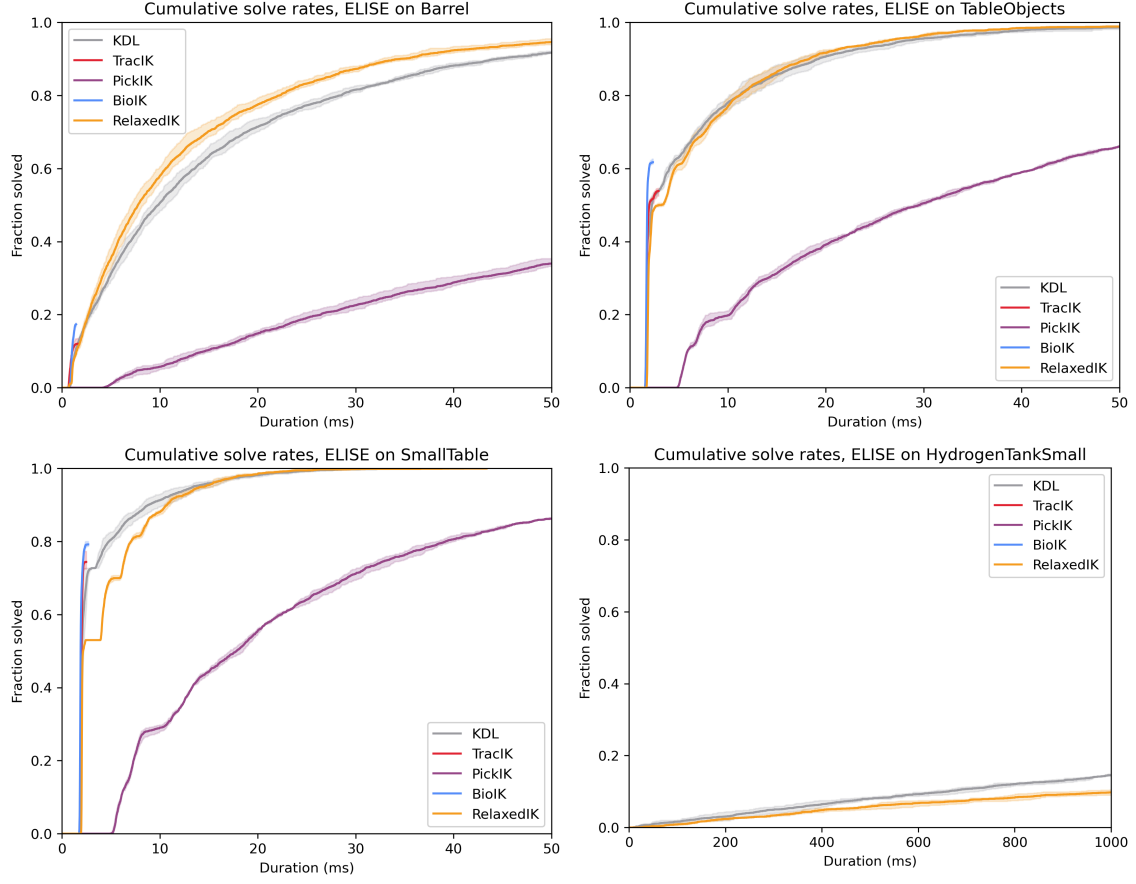 Cumulative solve rates, ELISE on Barrel
1.0
0.8
0.6
0.4
0.2
0.0
Fraction solved
KDL
TracIK
PickIK
BioIK
RelaxedIK
0
10
20
30
40
50
Duration (ms)
Cumulative solve rates, ELISE on TableObjects
1.0
0.8
0.6
0.4
0.2
0.0
Fraction solved
KDL
TracIK
PickIK
BioIK
RelaxedIK
0
10
20
30
40
50
Duration (ms)
Cumulative solve rates, ELISE on SmallTable
1.0
0.8
0.6
0.4
0.2
0.0
Fraction solved
KDL
TracIK
PickIK
BioIK
RelaxedIK
0
10
20
30
40
50
Duration (ms)
Cumulative solve rates, ELISE on HydrogenTankSmall
1.0
0.8
0.6
0.4
0.2
0.0
Fraction solved
KDL
TracIK
PickIK
BioIK
RelaxedIK
0
200
400
600
800
1000
Duration (ms)